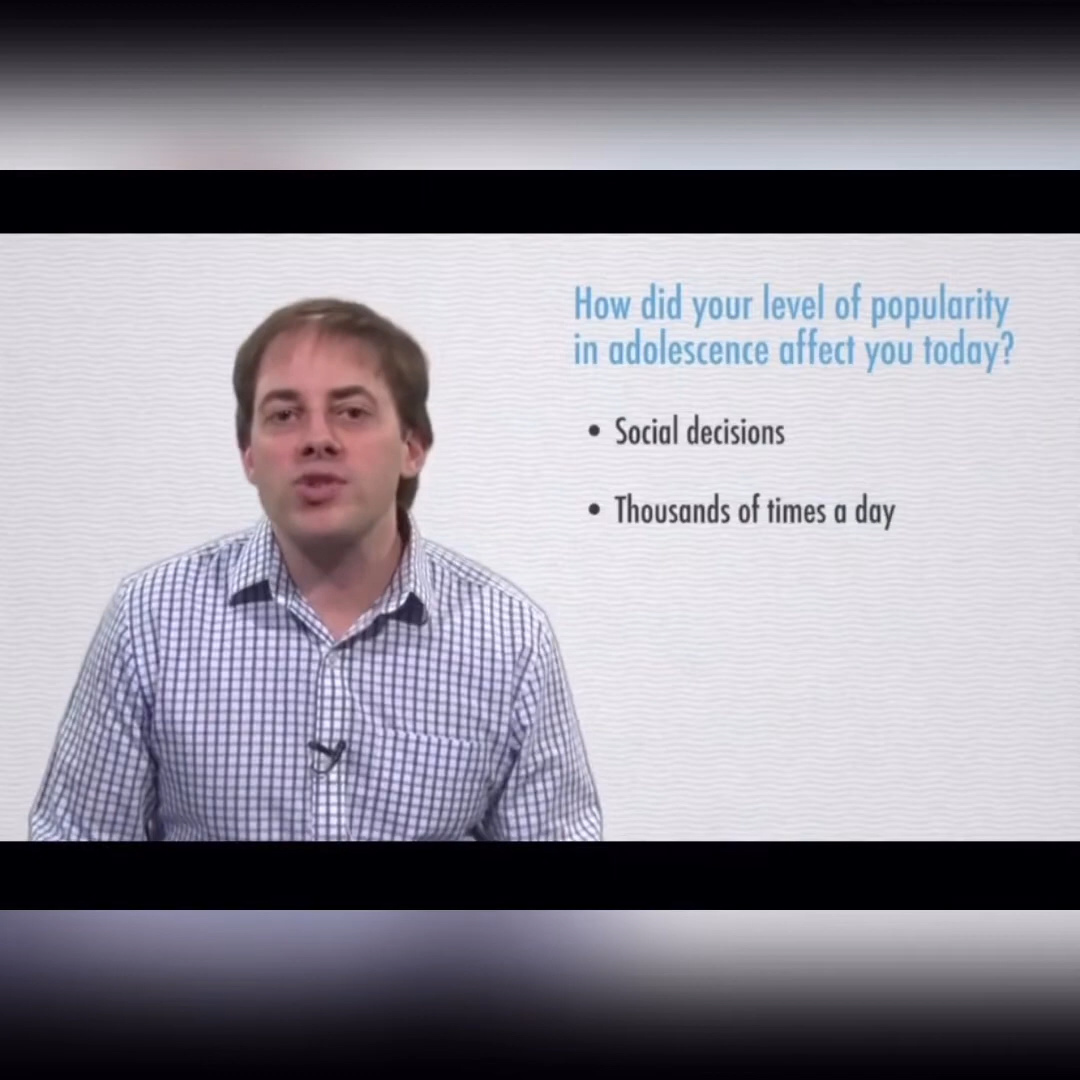 How did your level of popularity
in adolescence affect you today?
• Social decisions
• Thousands of times a day